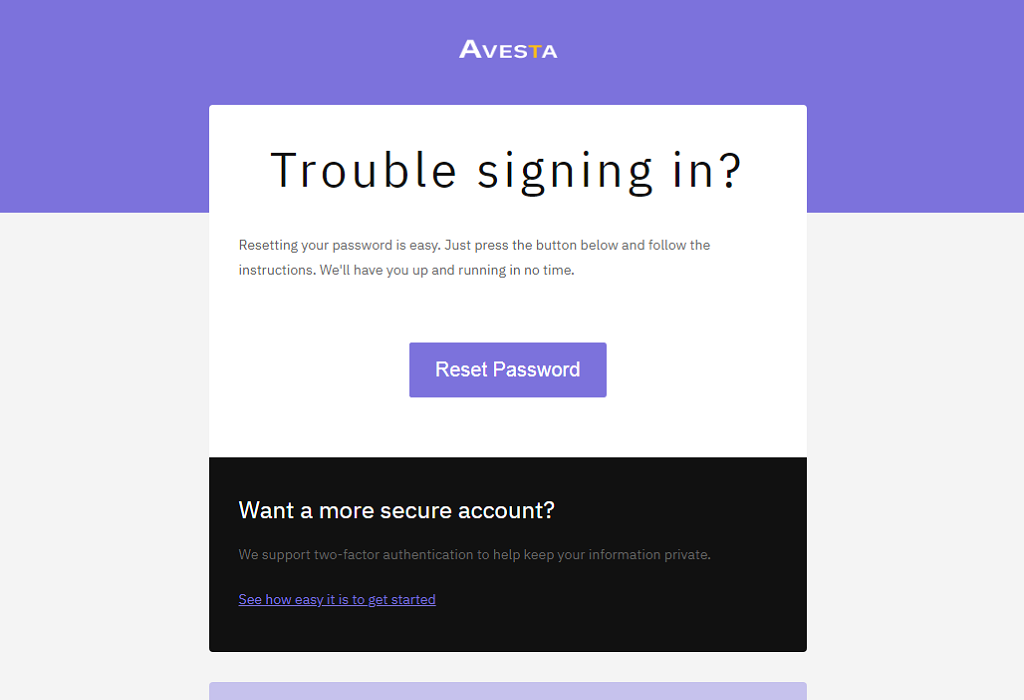 AVESTA
Trouble signing in?
Resetting your password is easy. Just press the button below and follow the
instructions. We'll have you up and running in no time.
Reset Password
Want a more secure account?
We support two-factor authentication to help keep your information private.
See how easy it is to get started